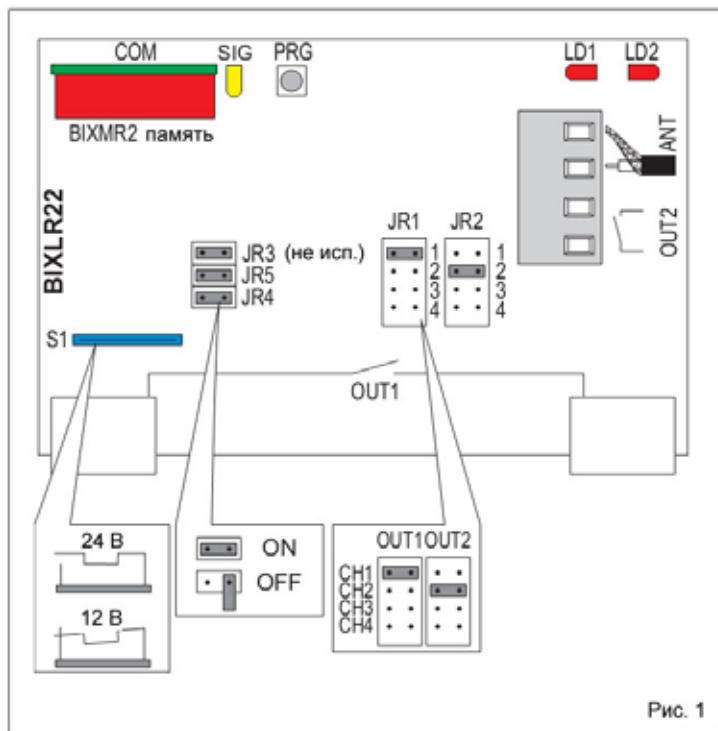 COM SIG PRG LD1 LD2
BIXMR2 память
ANT
OUT2
BIXLR22
JR1 JR2
JR3 (не исп.)
JR5
JR4
1 1
2 2
3 3
4 4
S1
OUT1
24 В
12 В
ON
OFF
OUT1 OUT2
CH1
CH2
CH3
CH4
Рис. 1